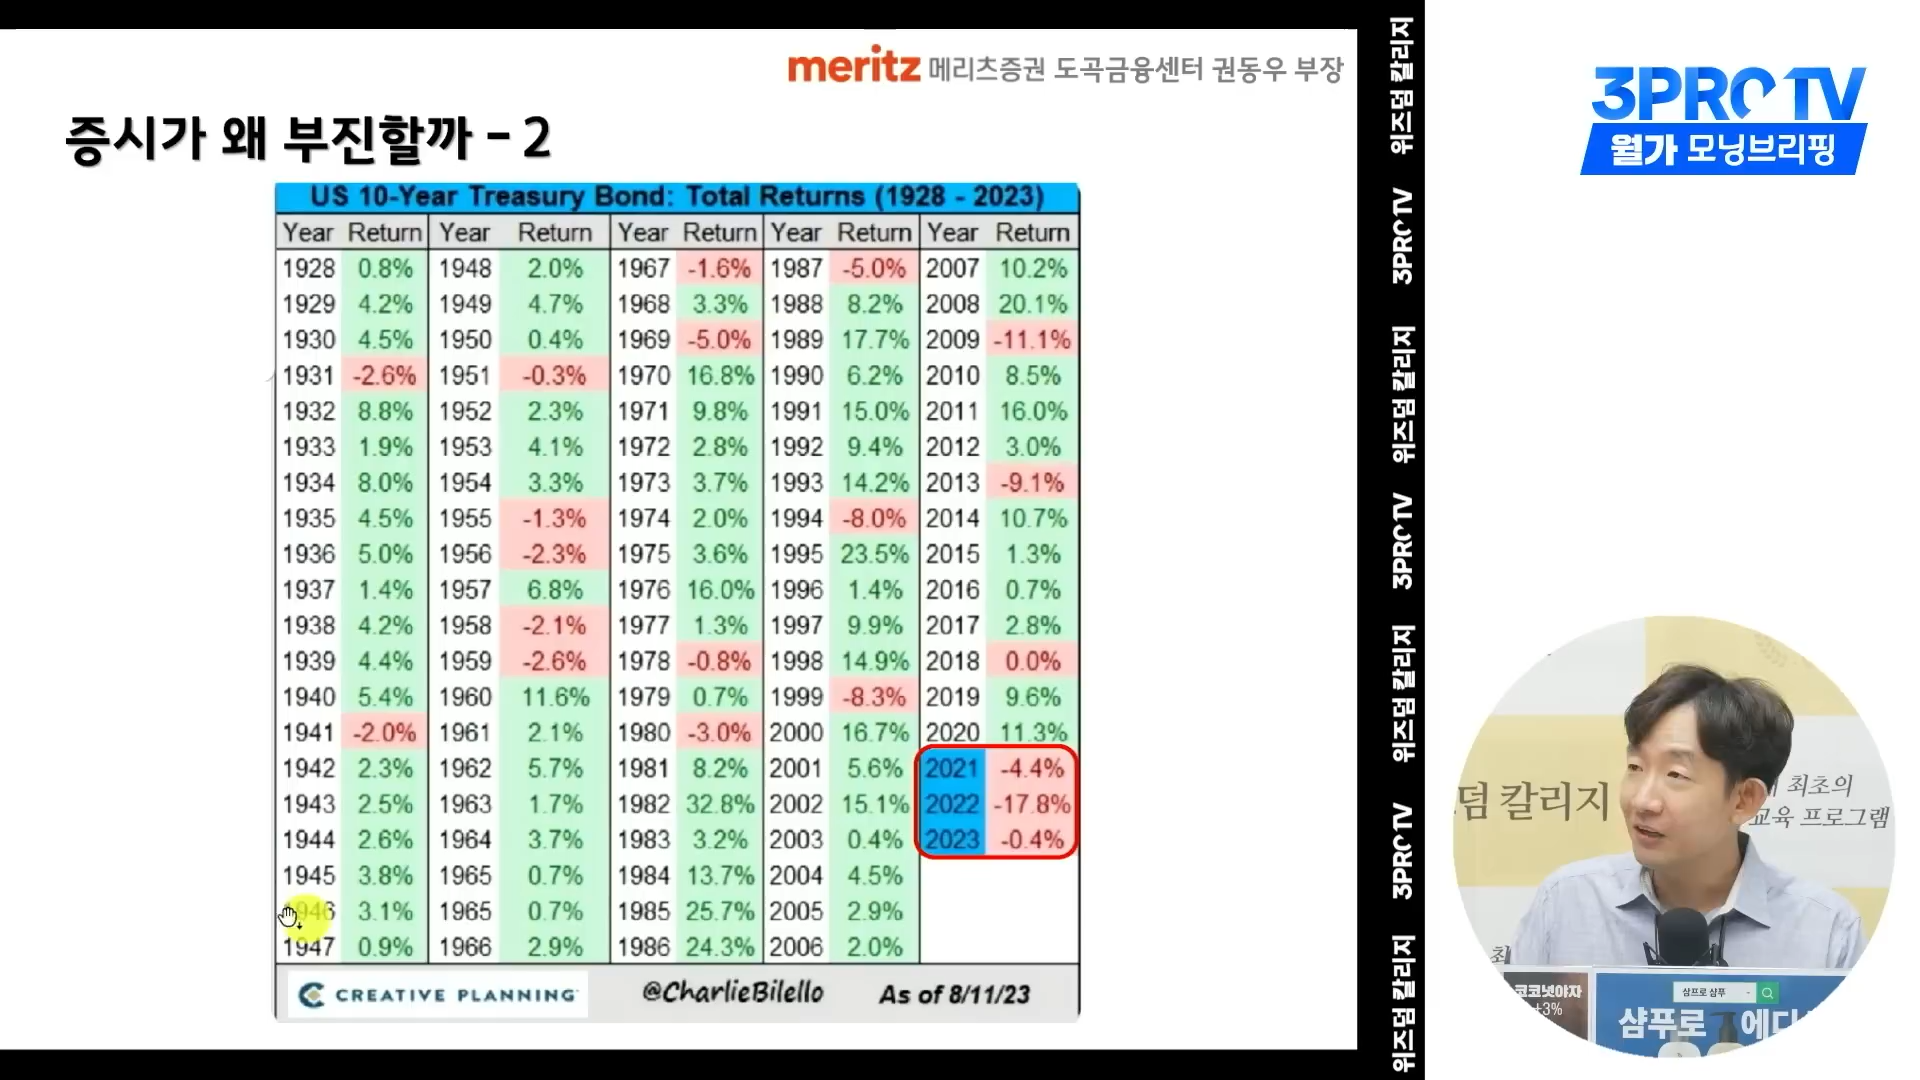 meritz 메리츠증권 도곡금융센터 권동우 부장
증시가 왜 부진할까 – 2
US 10-Year Treasury Bond: Total Returns (1928 - 2023)
Year Return Year Return Year Return Year Return Year Return
1928 0.8% 1948 2.0% 1967 -1.6% 1987 -5.0% 2007 10.2%
1929 4.2% 1949 4.7% 1968 3.3% 1988 8.2% 2008 20.1%
1930 4.5% 1950 0.4% 1969 -5.0% 1989 17.7% 2009 -11.1%
1931 -2.6% 1951 -0.3% 1970 16.8% 1990 6.2% 2010 8.5%
1932 8.8% 1952 2.3% 1971 9.8% 1991 15.0% 2011 16.0%
1933 1.9% 1953 4.1% 1972 2.8% 1992 9.4% 2012 3.0%
1934 8.0% 1954 3.3% 1973 3.7% 1993 14.2% 2013 -9.1%
1935 4.5% 1955 -1.3% 1974 2.0% 1994 -8.0% 2014 10.7%
1936 5.0% 1956 -2.3% 1975 3.6% 1995 23.5% 2015 1.3%
1937 1.4% 1957 6.8% 1976 16.0% 1996 1.4% 2016 0.7%
1938 4.2% 1958 -2.1% 1977 1.3% 1997 9.9% 2017 2.8%
1939 4.4% 1959 -2.6% 1978 -0.8% 1998 14.9% 2018 0.0%
1940 5.4% 1960 11.6% 1979 0.7% 1999 -8.3% 2019 9.6%
1941 -2.0% 1961 2.1% 1980 -3.0% 2000 16.7% 2020 11.3%
1942 2.3% 1962 5.7% 1981 8.2% 2001 5.6% 2021 -4.4%
1943 2.5% 1963 1.7% 1982 32.8% 2002 15.1% 2022 -17.8%
1944 2.6% 1964 3.7% 1983 3.2% 2003 0.4% 2023 -0.4%
1945 3.8% 1965 0.7% 1984 13.7% 2004 4.5%
1946 3.1% 1965 0.7% 1985 25.7% 2005 2.9%
1947 0.9% 1966 2.9% 1986 24.3% 2006 2.0%
CREATIVE PLANNING @CharlieBilello As of 8/11/23
위즈덤 칼리지
3PROTV
위즈덤 칼리지
3PROTV
위즈덤 칼리지
3PROTV
위즈덤 칼리지
3PROTV
월가 모닝브리핑
덤 칼리지
최초의
교육 프로그램
최
코코넛야자
+3%
샴프로 샴푸
샴푸로 에디